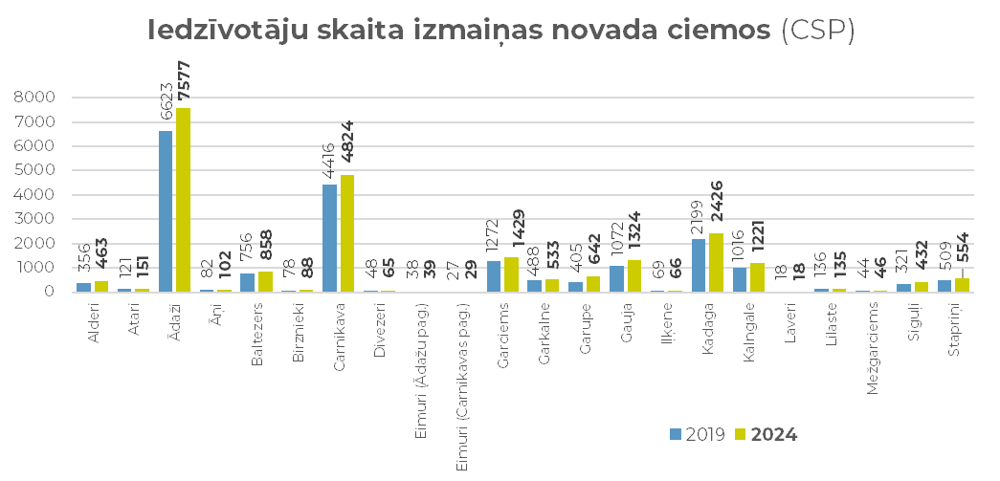 Iedzīvotāju skaita izmaiņas novada ciemos (CSP)
8000
7000
6000
5000
4000
3000
2000
1000
0
356
463
121
151
6623
7577
82
102
756
858
78
88
4416
4824
48
65
38
39
27
29
1272
1429
488
533
405
642
1072
1324
69
66
2199
2426
1016
1221
18
18
136
135
44
46
321
432
509
554
Alderi
Atari
Ādaži
Āņi
Baltezers
Birznieki
Carnikava
Divezeri
Eimuri (Ādažu pag.)
Eimuri (Carnikavas pag.)
Garciems
Garkalne
Garupe
Gauja
Iļķene
Kadaga
Kalngale
Laveri
Lilaste
Mežgarciems
Siguļi
Stapriņi
2019
2024